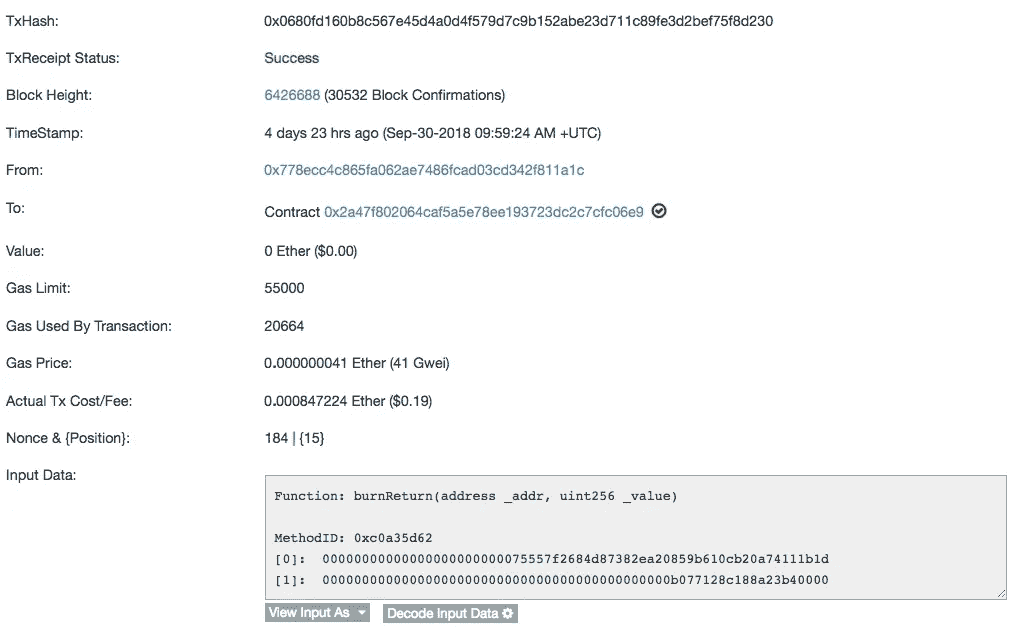 TxHash: 0x0680fd160b8c567e45d4a0d4f579d7c9b152abe23d711c89fe3d2bef75f8d230
TxReceipt Status: Success
Block Height: 6426688 (30532 Block Confirmations)
TimeStamp: 4 days 23 hrs ago (Sep-30-2018 09:59:24 AM +UTC)
From: 0x778ecc4c865fa062ae7486fcad03cd342f811a1c
To: Contract 0x2a47f802064caf5a5e78ee193723dc2c7cfc06e9
Value: 0 Ether ($0.00)
Gas Limit: 55000
Gas Used By Transaction: 20664
Gas Price: 0.000000041 Ether (41 Gwei)
Actual Tx Cost/Fee: 0.000847224 Ether ($0.19)
Nonce & {Position}: 184 | {15}
Input Data:
Function: burnReturn(address _addr, uint256 _value)
MethodID: 0xc0a35d62
[0]: 00000000000000000000000075557f2684d87382ea20859b610cb20a74111b1d
[1]: 00000000000000000000000000000000000000000000b077128c188a23b40000
View Input As
Decode Input Data